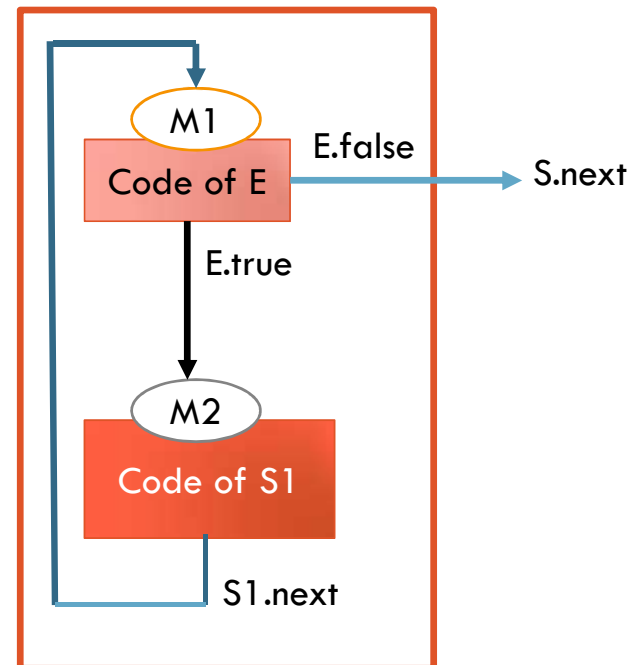 M1
E.false
Code of E
S.next
E.true
M2
Code of S1
S1.next